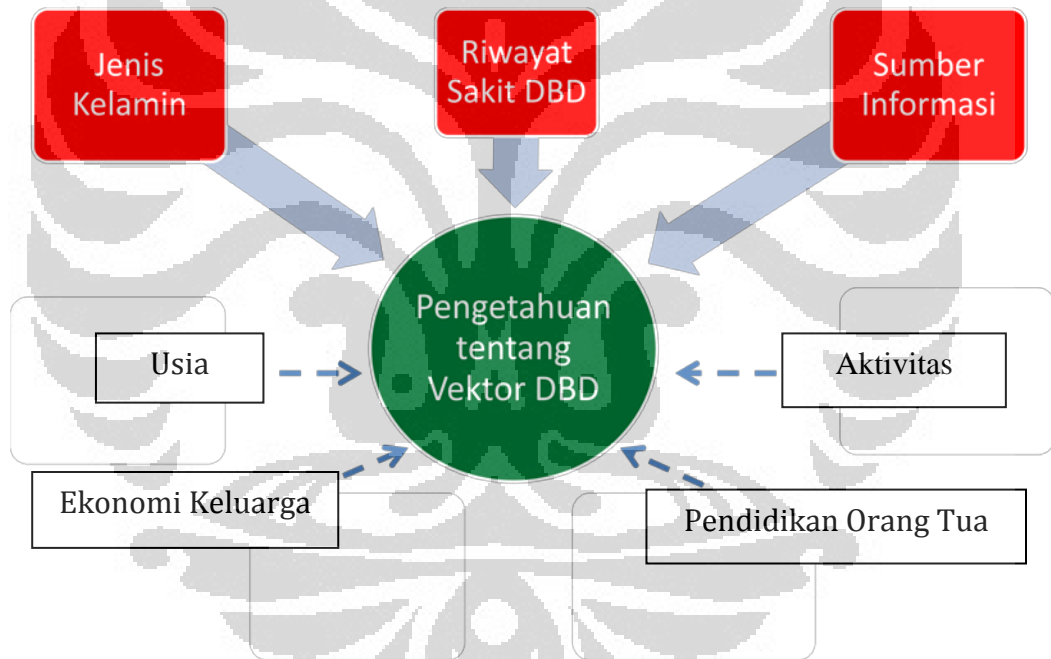 Jenis
Kelamin
Riwayat
Sakit DBD
Sumber
Informasi
Pengetahuan
tentang
Vektor DBD
Usia
Aktivitas
Ekonomi Keluarga
Pendidikan Orang Tua